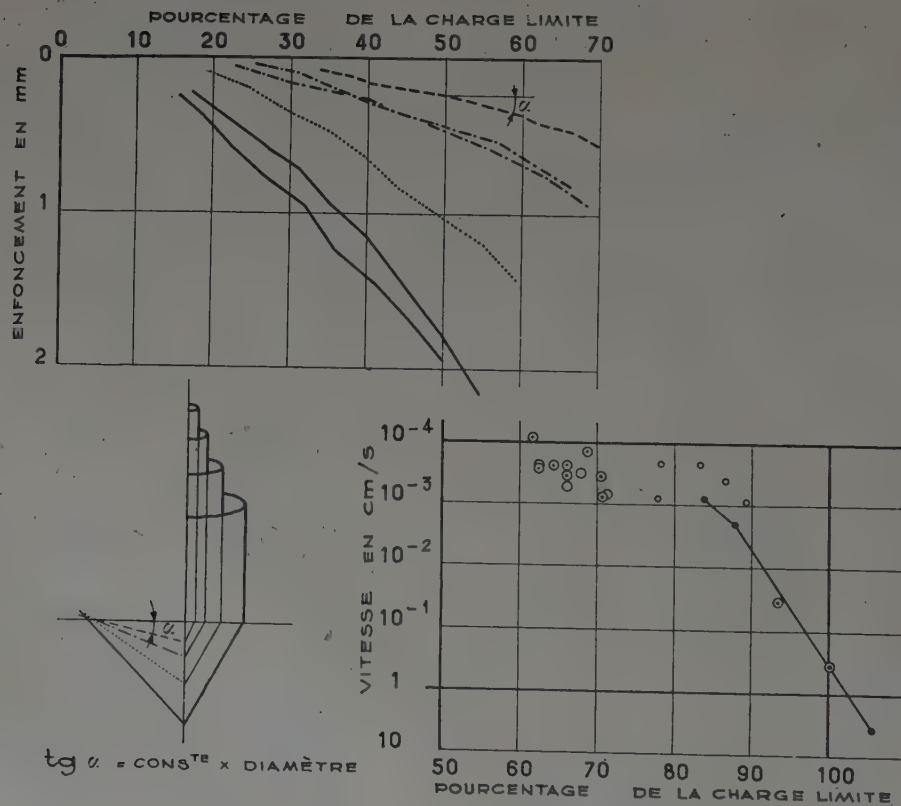 POURCENTAGE DE LA CHARGE LIMITE
0 10 20 30 40 50 60 70
ENFONCEMENT EN mm
0
1
2
α
α
tg α = CONSTE × DIAMÈTRE
VITESSE EN cm/s
10-4
10-3
10-2
10-1
1
10
50 60 70 80 90 100
POURCENTAGE DE LA CHARGE LIMITE